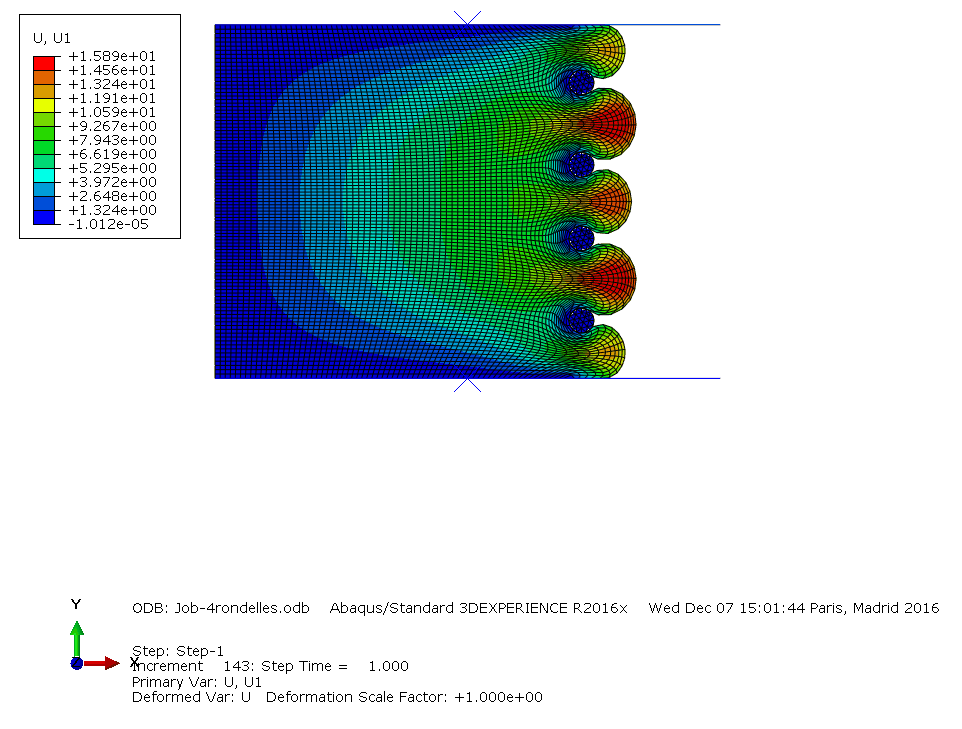 U, U1
+1.589e+01
+1.456e+01
+1.324e+01
+1.191e+01
+1.059e+01
+9.267e+00
+7.943e+00
+6.619e+00
+5.295e+00
+3.972e+00
+2.648e+00
+1.324e+00
-1.012e-05
Y
X
ODB: Job-4rondelles.odb Abaqus/Standard 3DEXPERIENCE R2016x Wed Dec 07 15:01:44 Paris, Madrid 2016
Step: Step-1
Increment 143: Step Time = 1.000
Primary Var: U, U1
Deformed Var: U Deformation Scale Factor: +1.000e+00